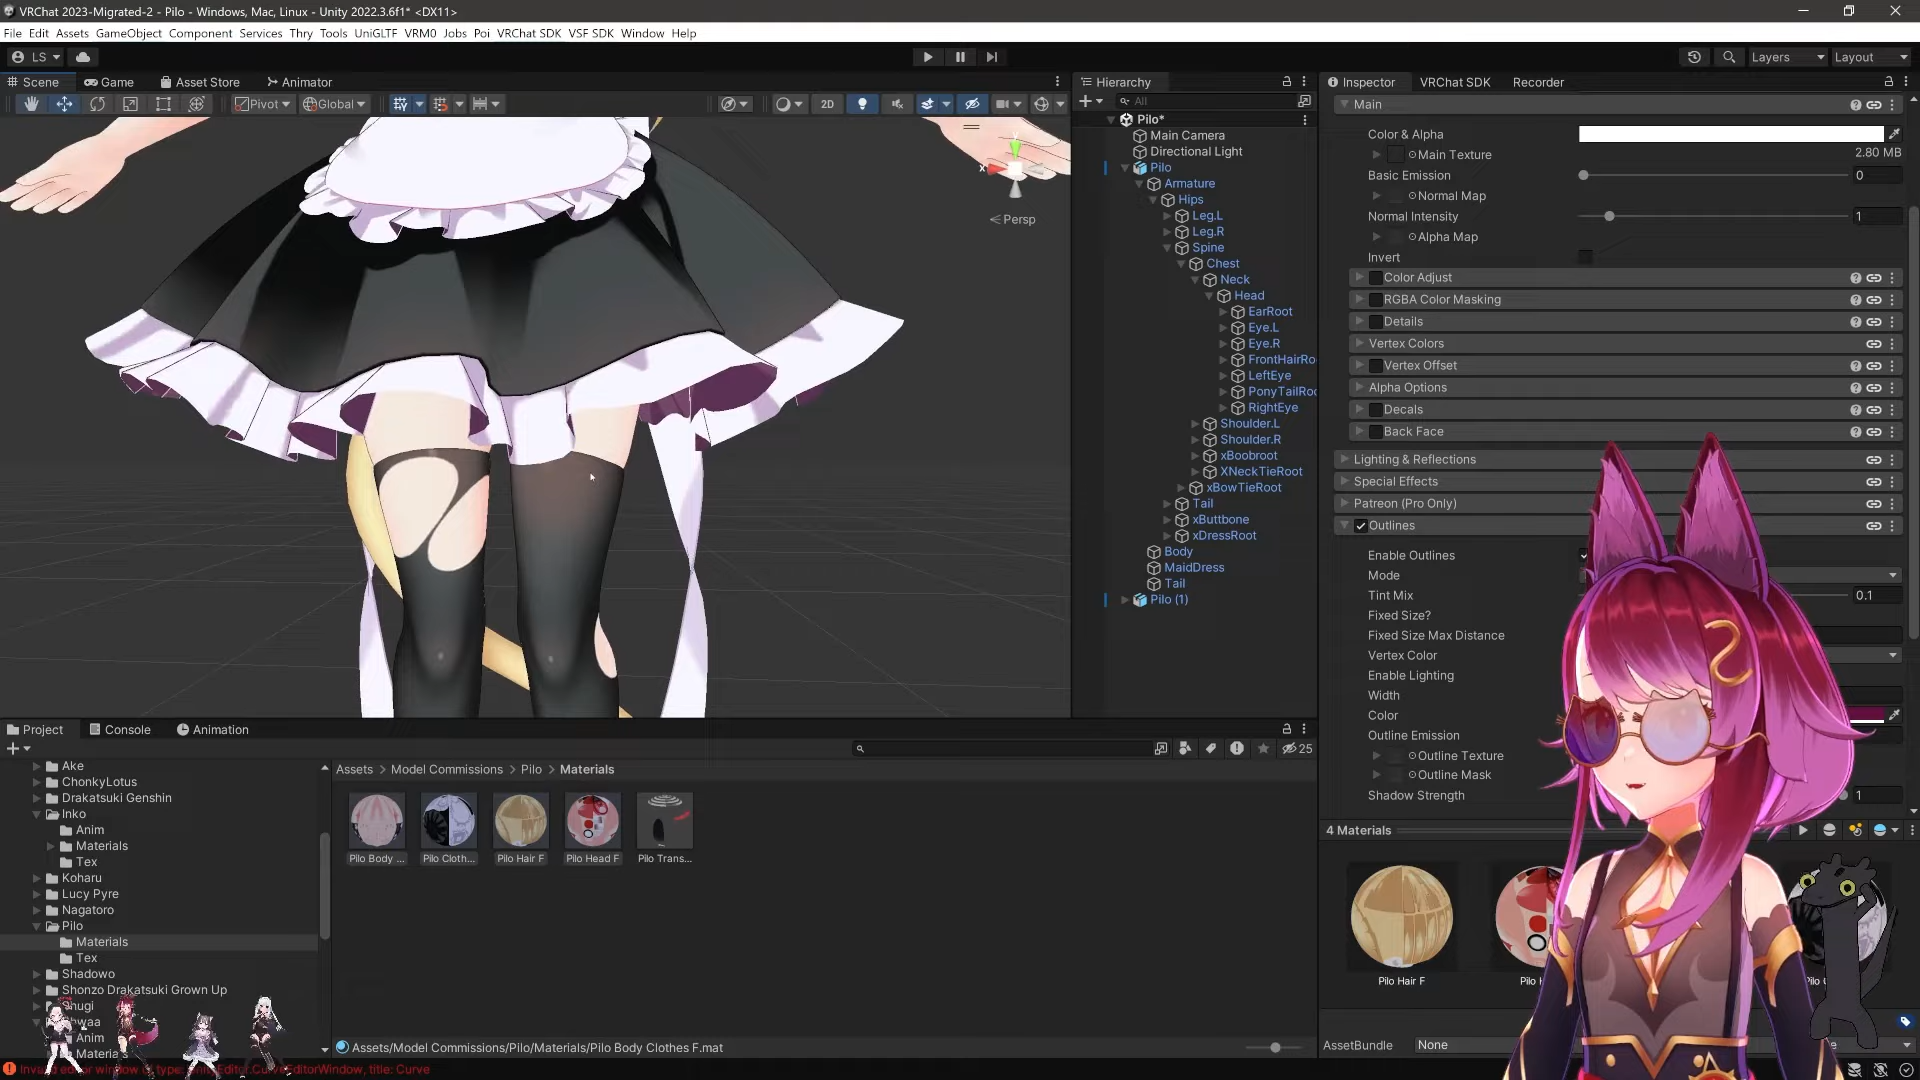 VRChat 2023-Migrated-2 - Pilo - Windows, Mac, Linux - Unity 2022.3.6f1* <DX11>
File Edit Assets GameObject Component Services Thry Tools UniGLTF VRM0 Jobs Poi VRChat SDK VSF SDK Window Help
LS
Layers
Layout
Scene
Game
Asset Store
Animator
Pivot
Global
2D
x
y
Persp
Hierarchy
All
Pilo*
Main Camera
Directional Light
Pilo
Armature
Hips
Leg.L
Leg.R
Spine
Chest
Neck
Head
EarRoot
Eye.L
Eye.R
FrontHairRo
LeftEye
PonyTailRoo
RightEye
Shoulder.L
Shoulder.R
xBoobroot
XNeckTieRoot
xBowTieRoot
Tail
xButtbone
xDressRoot
Body
MaidDress
Tail
Pilo (1)
Inspector
VRChat SDK
Recorder
Main
Color & Alpha
Main Texture
2.80 MB
Basic Emission
0
Normal Map
Normal Intensity
1
Alpha Map
Invert
Color Adjust
RGBA Color Masking
Details
Vertex Colors
Vertex Offset
Alpha Options
Decals
Back Face
Lighting & Reflections
Special Effects
Patreon (Pro Only)
Outlines
Enable Outlines
Mode
Tint Mix
0.1
Fixed Size?
Fixed Size Max Distance
Vertex Color
Enable Lighting
Width
Color
Outline Emission
Outline Texture
Outline Mask
Shadow Strength
1
4 Materials
Pilo Hair F
AssetBundle
None
Project
Console
Animation
25
Ake
ChonkyLotus
Drakatsuki Genshin
Inko
Anim
Materials
Tex
Koharu
Lucy Pyre
Nagatoro
Pilo
Materials
Tex
Shadowo
Shonzo Drakatsuki Grown Up
Shugi
Anim
Assets > Model Commissions > Pilo > Materials
Pilo Body ...
Pilo Cloth...
Pilo Hair F
Pilo Head F
Pilo Trans...
Assets/Model Commissions/Pilo/Materials/Pilo Body Clothes F.mat